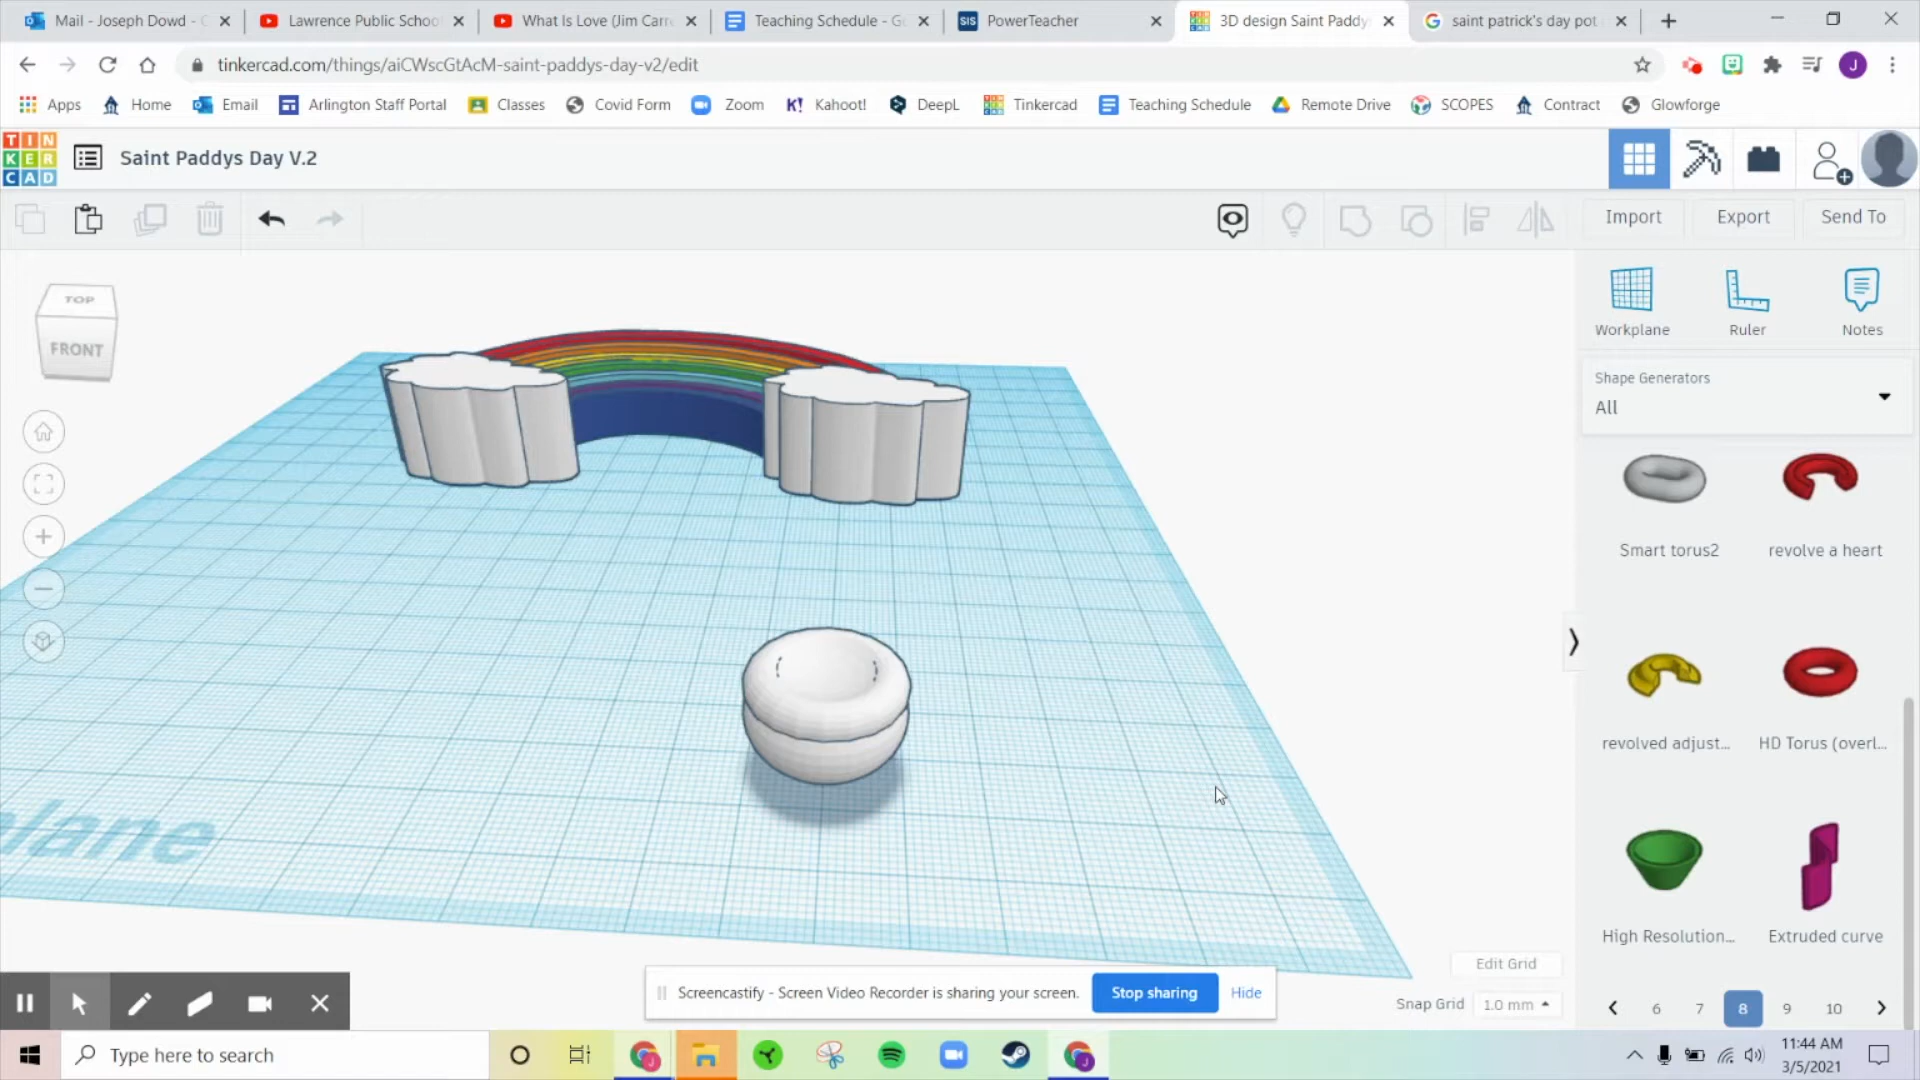 Mail - Joseph Dowd - Lawrence Public Schoo What Is Love (Jim Carre Teaching Schedule - G SIS PowerTeacher 3D design Saint Paddy saint patrick's day pot
tinkercad.com/things/aiCWscGtAcM-saint-paddys-day-v2/edit J
Apps Home Email Arlington Staff Portal Classes Covid Form Zoom K! Kahoot! DeepL Tinkercad Teaching Schedule Remote Drive SCOPES Contract Glowforge
TIN
KER
CAD
Saint Paddys Day V.2
Import Export Send To
TOP
FRONT
Workplane Ruler Notes
Shape Generators
All
Smart torus2 revolve a heart
revolved adjust... HD Torus (overl...
High Resolution... Extruded curve
plane
Edit Grid
Snap Grid 1.0 mm
6 7 8 9 10
Screencastify - Screen Video Recorder is sharing your screen. Stop sharing Hide
Type here to search
11:44 AM
3/5/2021